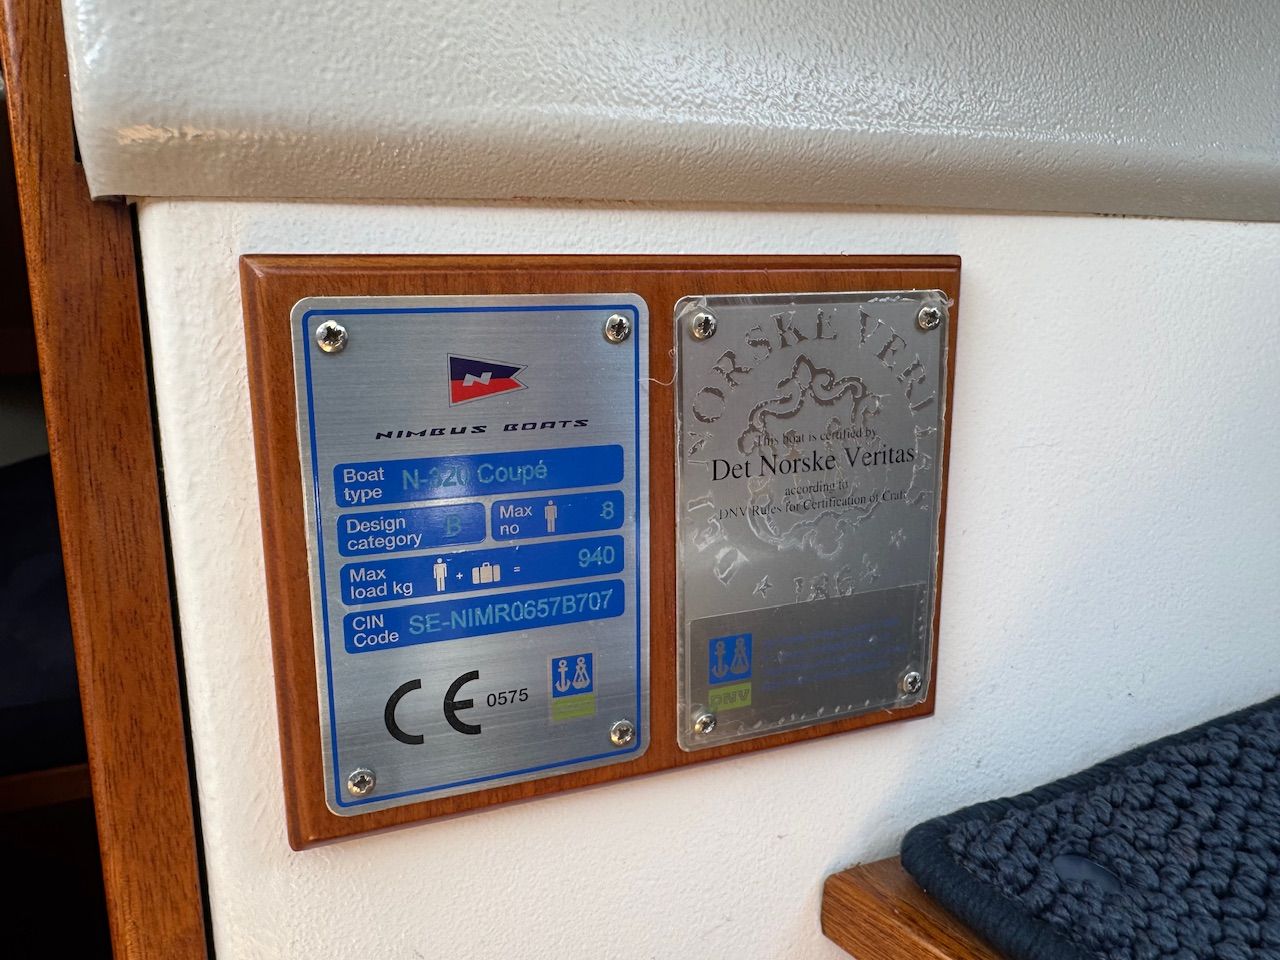 N
NIMBUS BOATS
Boat type N-320 Coupé
Design category B
Max no 8
Max load kg + = 940
CIN Code SE-NIMR0657B707
CE 0575
NORSKE VERI
This boat is certified by
Det Norske Veritas
according to
DNV Rules for Certification of Craft
DNV